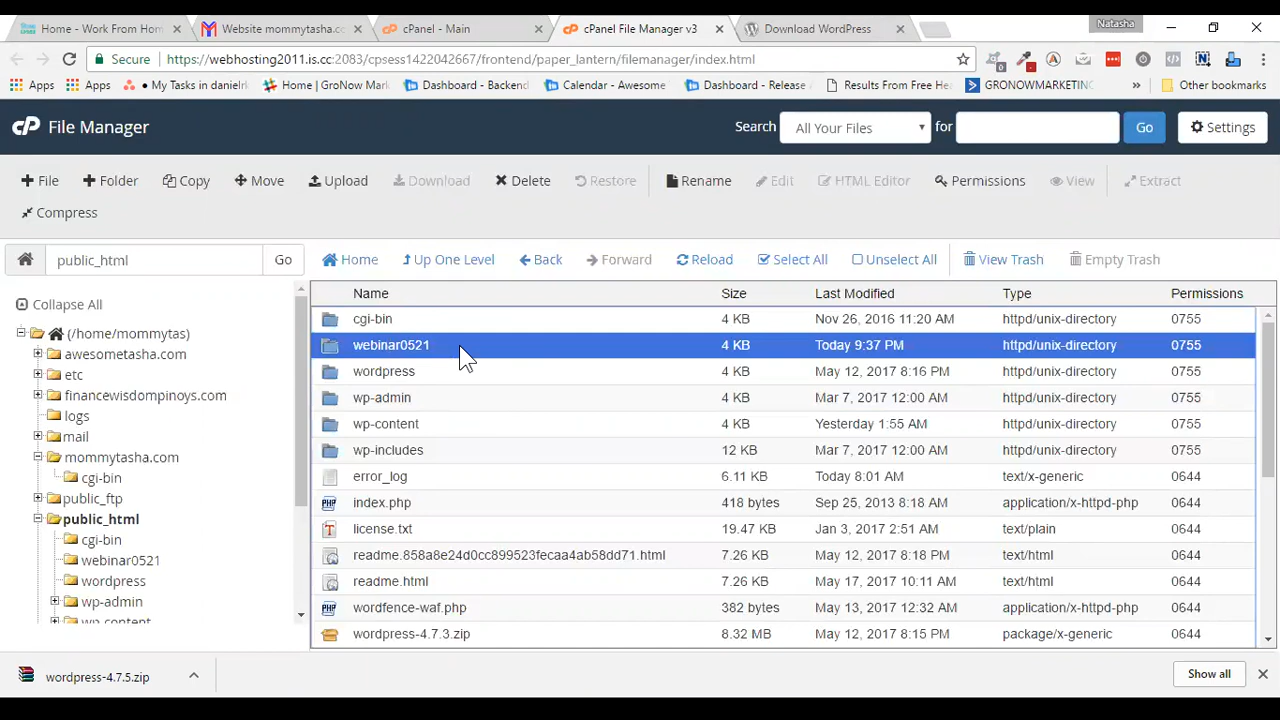 Home - Work From Hom
Website mommytasha.co
cPanel - Main
cPanel File Manager v3
Download WordPress
Natasha
Secure
https://webhosting2011.is.cc:2083/cpsess1422042667/frontend/paper_lantern/filemanager/index.html
Apps
Apps
My Tasks in danielri
Home | GroNow Mark
Dashboard - Backend
Calendar - Awesome
Dashboard - Release
Results From Free He
GRONOWMARKETING
»
Other bookmarks
cP File Manager
Search
All Your Files
for
Go
Settings
File
Folder
Copy
Move
Upload
Download
Delete
Restore
Rename
Edit
HTML Editor
Permissions
View
Extract
Compress
public_html
Go
Home
Up One Level
Back
Forward
Reload
Select All
Unselect All
View Trash
Empty Trash
Collapse All
(/home/mommytas)
awesometasha.com
etc
financewisdompinoys.com
logs
mail
mommytasha.com
cgi-bin
public_ftp
public_html
cgi-bin
webinar0521
wordpress
wp-admin
wp-content
Name Size Last Modified Type Permissions
cgi-bin 4 KB Nov 26, 2016 11:20 AM httpd/unix-directory 0755
webinar0521 4 KB Today 9:37 PM httpd/unix-directory 0755
wordpress 4 KB May 12, 2017 8:16 PM httpd/unix-directory 0755
wp-admin 4 KB Mar 7, 2017 12:00 AM httpd/unix-directory 0755
wp-content 4 KB Yesterday 1:55 AM httpd/unix-directory 0755
wp-includes 12 KB Mar 7, 2017 12:00 AM httpd/unix-directory 0755
error_log 6.11 KB Today 8:01 AM text/x-generic 0644
index.php 418 bytes Sep 25, 2013 8:18 AM application/x-httpd-php 0644
license.txt 19.47 KB Jan 3, 2017 2:51 AM text/plain 0644
readme.858a8e24d0cc899523fecaa4ab58dd71.html 7.26 KB May 12, 2017 8:18 PM text/html 0644
readme.html 7.26 KB May 17, 2017 10:11 AM text/html 0644
wordfence-waf.php 382 bytes May 13, 2017 12:32 AM application/x-httpd-php 0644
wordpress-4.7.3.zip 8.32 MB May 12, 2017 8:15 PM package/x-generic 0644
wordpress-4.7.5.zip
Show all